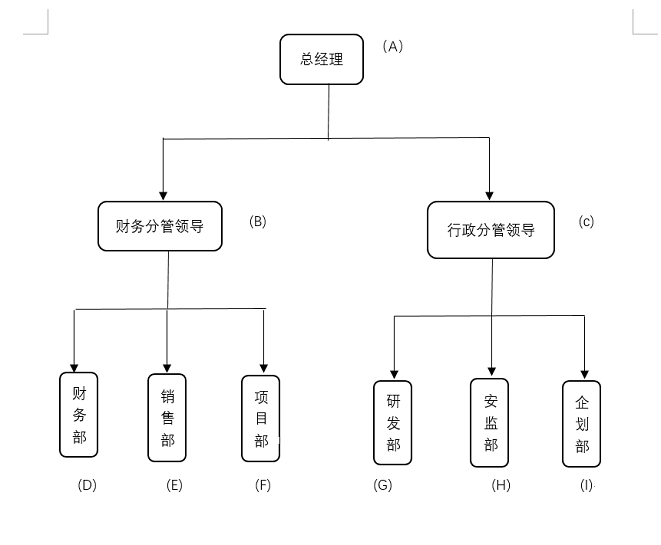 总经理
(A)
财务分管领导
(B)
行政分管领导
(c)
财务部
销售部
项目部
研发部
安监部
企划部
(D)
(E)
(F)
(G)
(H)
(I)